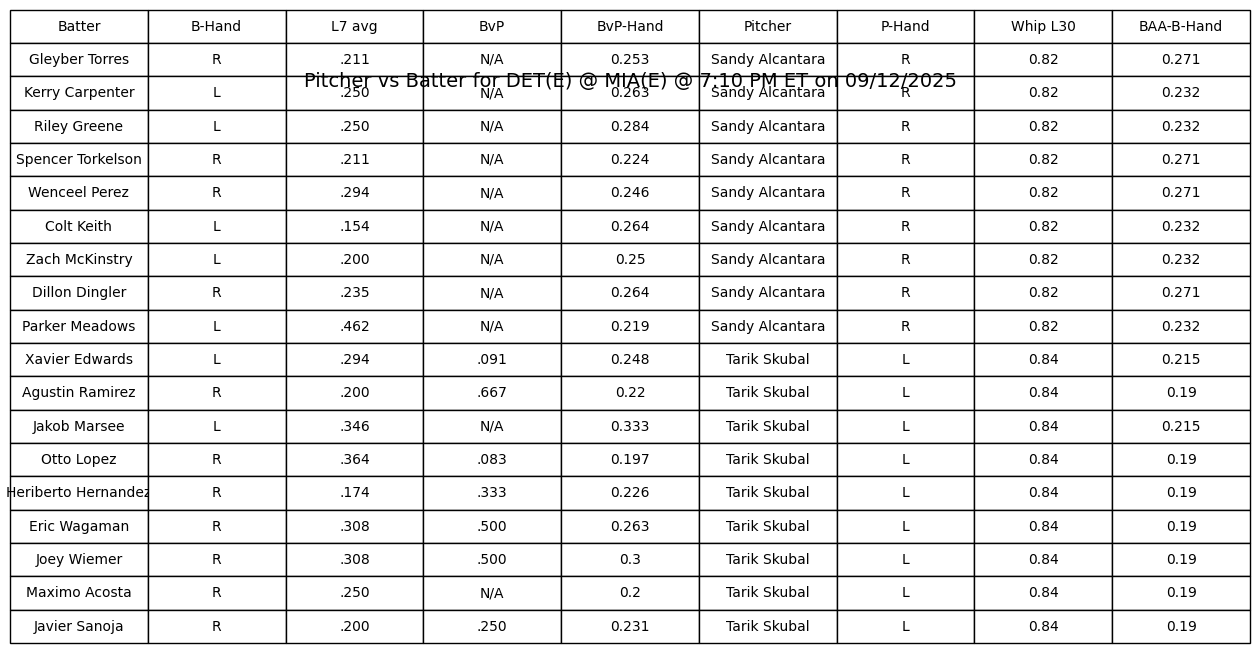 Batter B-Hand L7 avg BvP BvP-Hand Pitcher P-Hand Whip L30 BAA-B-Hand
Gleyber Torres R .211 N/A 0.253 Sandy Alcantara R 0.82 0.271
Pitcher vs Batter for DET(E) @ MIA(E) @ 7:10 PM ET on 09/12/2025
Kerry Carpenter L .250 N/A 0.263 Sandy Alcantara R 0.82 0.232
Riley Greene L .250 N/A 0.284 Sandy Alcantara R 0.82 0.232
Spencer Torkelson R .211 N/A 0.224 Sandy Alcantara R 0.82 0.271
Wenceel Perez R .294 N/A 0.246 Sandy Alcantara R 0.82 0.271
Colt Keith L .154 N/A 0.264 Sandy Alcantara R 0.82 0.232
Zach McKinstry L .200 N/A 0.25 Sandy Alcantara R 0.82 0.232
Dillon Dingler R .235 N/A 0.264 Sandy Alcantara R 0.82 0.271
Parker Meadows L .462 N/A 0.219 Sandy Alcantara R 0.82 0.232
Xavier Edwards L .294 .091 0.248 Tarik Skubal L 0.84 0.215
Agustin Ramirez R .200 .667 0.22 Tarik Skubal L 0.84 0.19
Jakob Marsee L .346 N/A 0.333 Tarik Skubal L 0.84 0.215
Otto Lopez R .364 .083 0.197 Tarik Skubal L 0.84 0.19
Heriberto Hernandez R .174 .333 0.226 Tarik Skubal L 0.84 0.19
Eric Wagaman R .308 .500 0.263 Tarik Skubal L 0.84 0.19
Joey Wiemer R .308 .500 0.3 Tarik Skubal L 0.84 0.19
Maximo Acosta R .250 N/A 0.2 Tarik Skubal L 0.84 0.19
Javier Sanoja R .200 .250 0.231 Tarik Skubal L 0.84 0.19